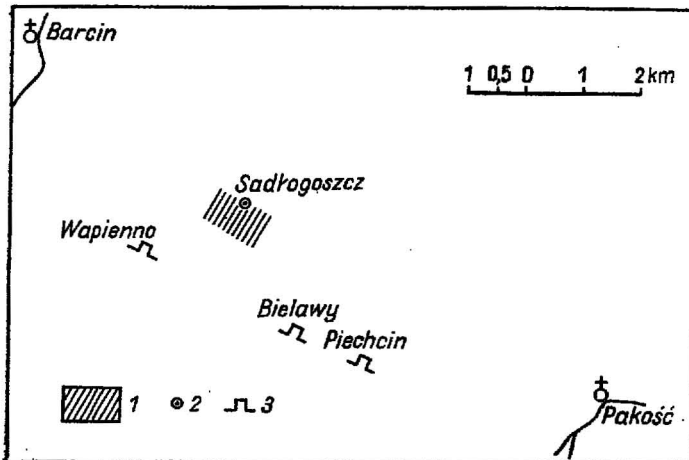 Barcin
1 0,5 0 1 2 km
Sadłogoszcz
Wapienno
Bielawy
Piechcin
1 2 3
Pakość